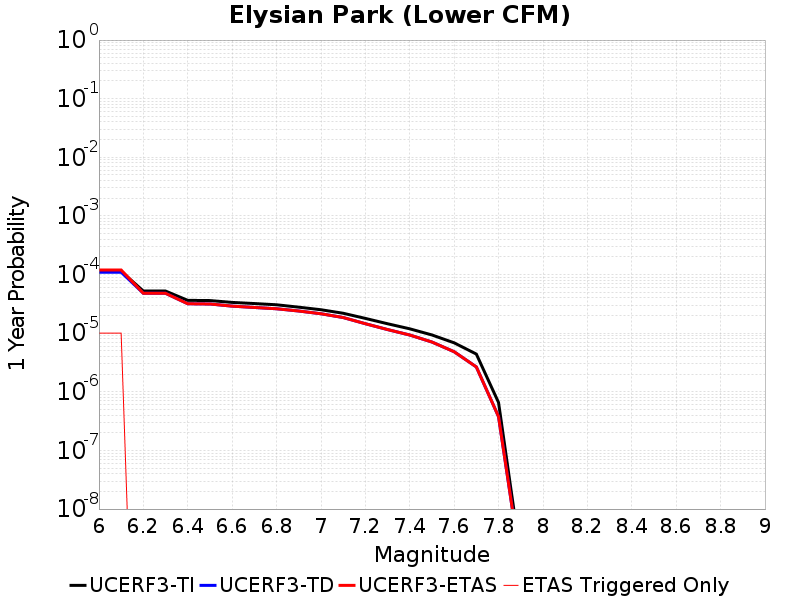 Elysian Park (Lower CFM)
10^0
10^-1
10^-2
10^-3
10^-4
10^-5
10^-6
10^-7
10^-8
1 Year Probability
6 6.2 6.4 6.6 6.8 7 7.2 7.4 7.6 7.8 8 8.2 8.4 8.6 8.8 9
Magnitude
UCERF3-TI UCERF3-TD UCERF3-ETAS ETAS Triggered Only